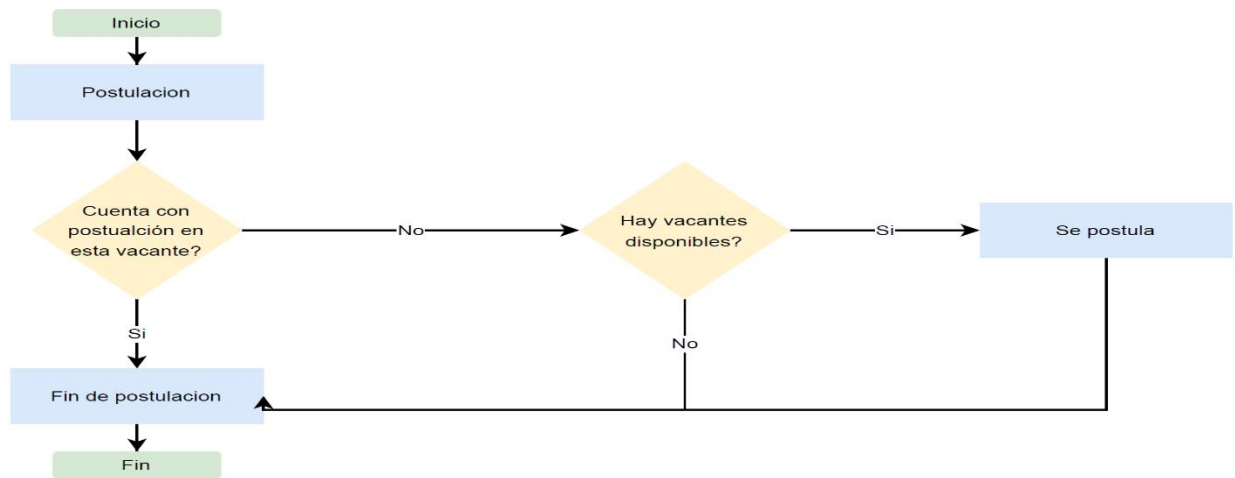 Inicio
Postulacion
Cuenta con
postualción en
esta vacante?
No
Hay vacantes
disponibles?
Si
Se postula
Si
No
Fin de postulacion
Fin